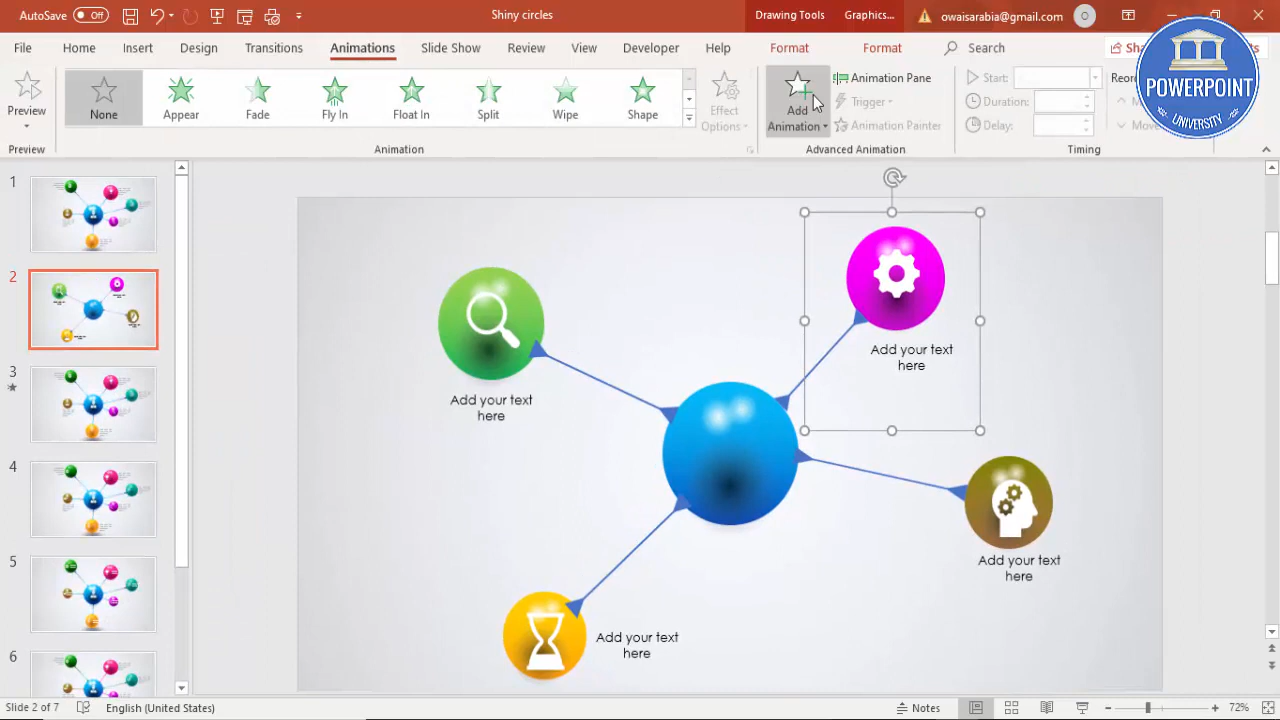 AutoSave Off
Shiny circles
Drawing Tools
Graphics...
owaisarabia@gmail.com
O
File
Home
Insert
Design
Transitions
Animations
Slide Show
Review
View
Developer
Help
Format
Format
Search
Preview
None
Appear
Fade
Fly In
Float In
Split
Wipe
Shape
Effect
Options
Add
Animation
Animation Pane
Trigger
Animation Painter
Start:
Duration:
Delay:
Preview
Animation
Advanced Animation
Timing
POWERPOINT
UNIVERSITY
1
2
3
4
5
6
Add your text
here
Add your text
here
Add your text
here
Add your text
here
Slide 2 of 7
English (United States)
Notes
72%